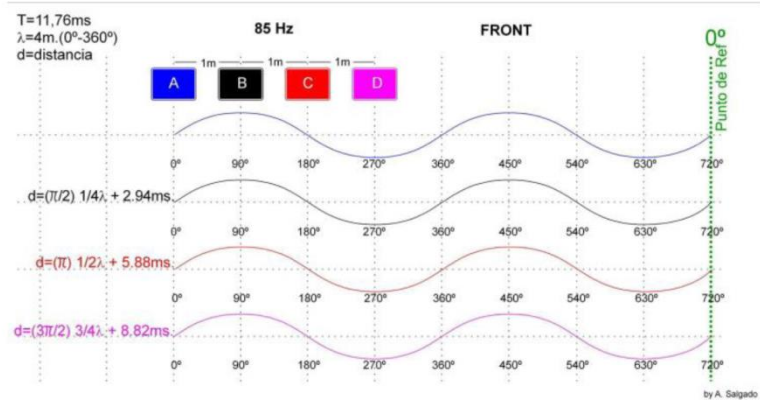 T=11,76ms
λ=4m.(0º-360º)
d=distancia
85 Hz
FRONT
0º
Punto de Ref
1m 1m 1m
A B C D
0º 90º 180º 270º 360º 450º 540º 630º 720º
d=(π/2) 1/4λ + 2.94ms
0º 90º 180º 270º 360º 450º 540º 630º 720º
d=(π) 1/2λ + 5.88ms
0º 90º 180º 270º 360º 450º 540º 630º 720º
d=(3π/2) 3/4λ + 8.82ms
0º 90º 180º 270º 360º 450º 540º 630º 720º
by A. Salgado